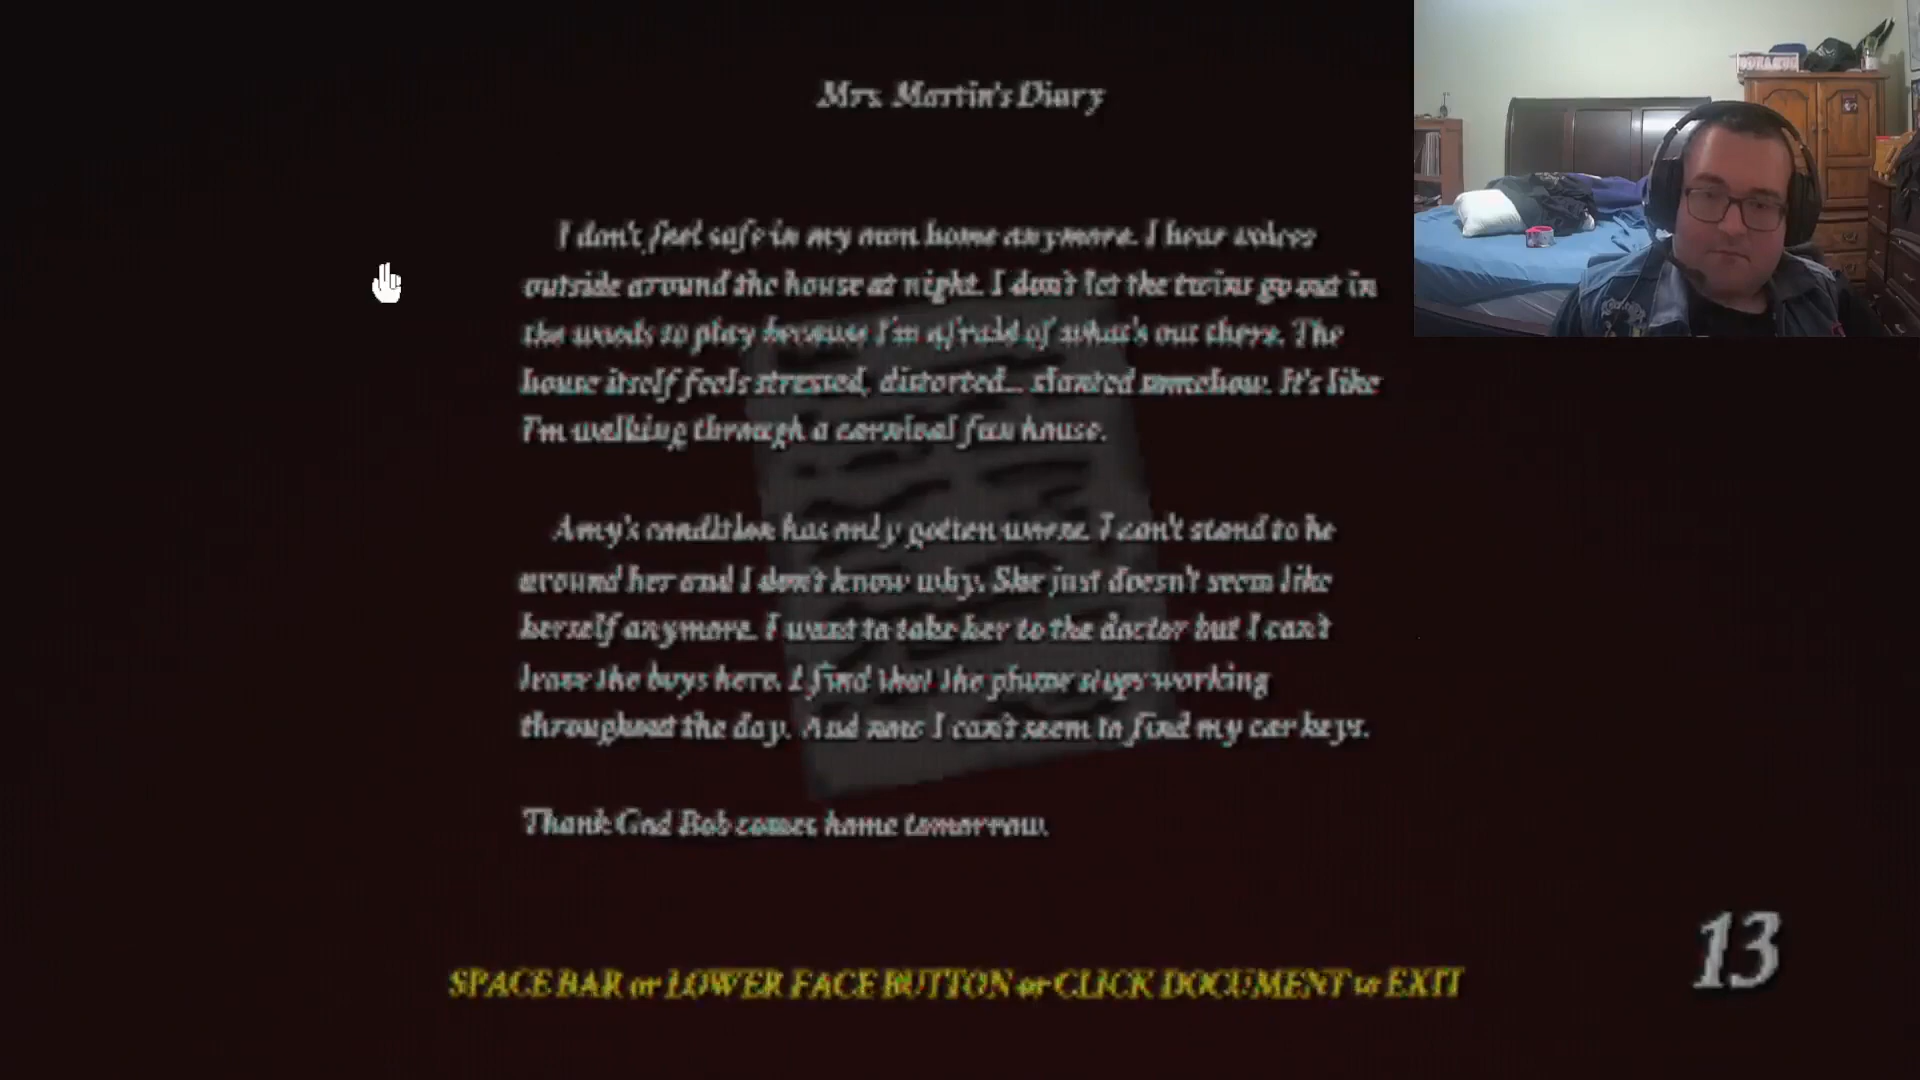 Mrs. Martin's Diary
I don't feel safe in my own home anymore. I hear voices
outside around the house at night. I don't let the twins go out in
the woods to play because I'm afraid of what's out there. The
house itself feels stressed, distorted... slanted somehow. It's like
I'm walking through a carnival fun house.
Amy's condition has only gotten worse. I can't stand to be
around her and I don't know why. She just doesn't seem like
herself anymore. I want to take her to the doctor but I can't
leave the boys here. I find that the phone stops working
throughout the day. And now I can't seem to find my car keys.
Thank God Bob comes home tomorrow.
13
SPACE BAR or LOWER FACE BUTTON or CLICK DOCUMENT to EXIT